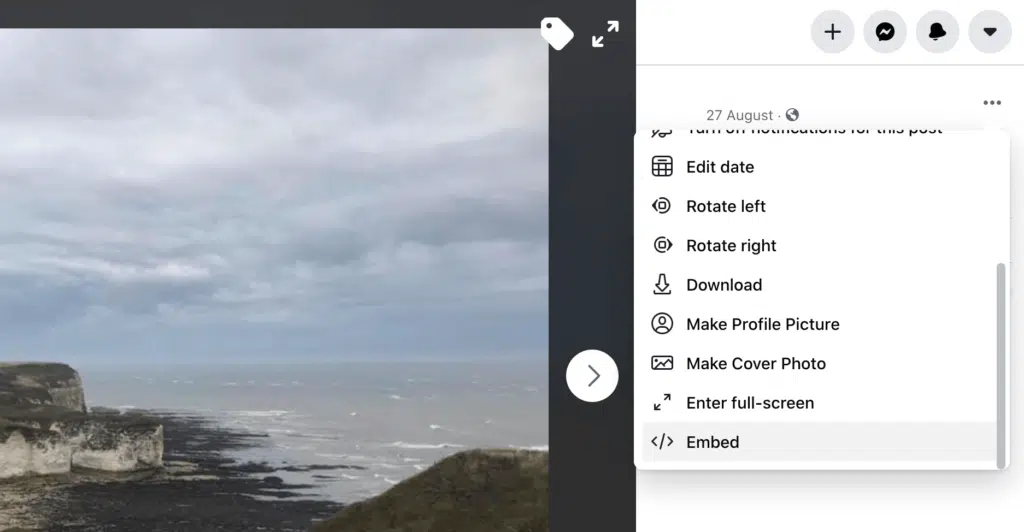 27 August ·
Turn off notifications for this post
Edit date
Rotate left
Rotate right
Download
Make Profile Picture
Make Cover Photo
Enter full-screen
Embed